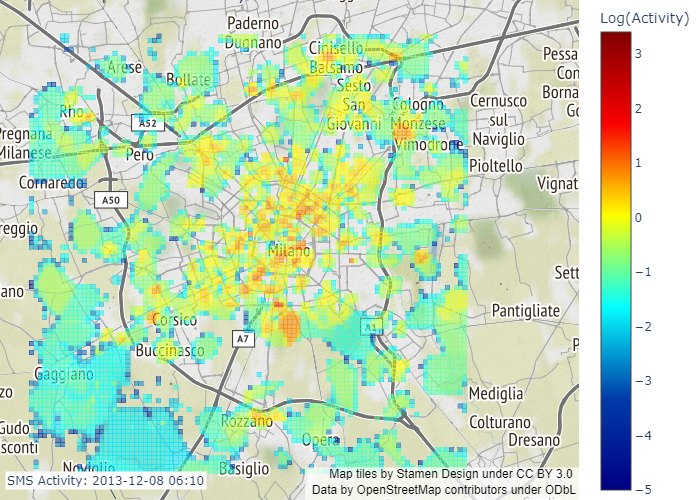 Paderno
Dugnano
Cinisello
Balsamo
Arese
Bollate
Sesto
San
Giovanni
Cologno
Monzese
Cernusco
sul
Naviglio
Pessa
Con
Borna
Go
Rho
A52
Pregnana
Milanese
Pero
Vimodrone
Pioltello
Cornaredo
A50
Vignat
reggio
Milano
Sett
ano
Pantigliate
Corsico
A7
A1
Buccinasco
P
Gaggiano
zo
Mediglia
Rozzano
Colturano
Gudo
sconti
Opera
Dresano
Noviglio
Basiglio
SMS Activity: 2013-12-08 06:10
Map tiles by Stamen Design under CC BY 3.0
Data by OpenStreetMap contributors under ODbL
Log(Activity)
3
2
1
0
−1
−2
−3
−4
−5